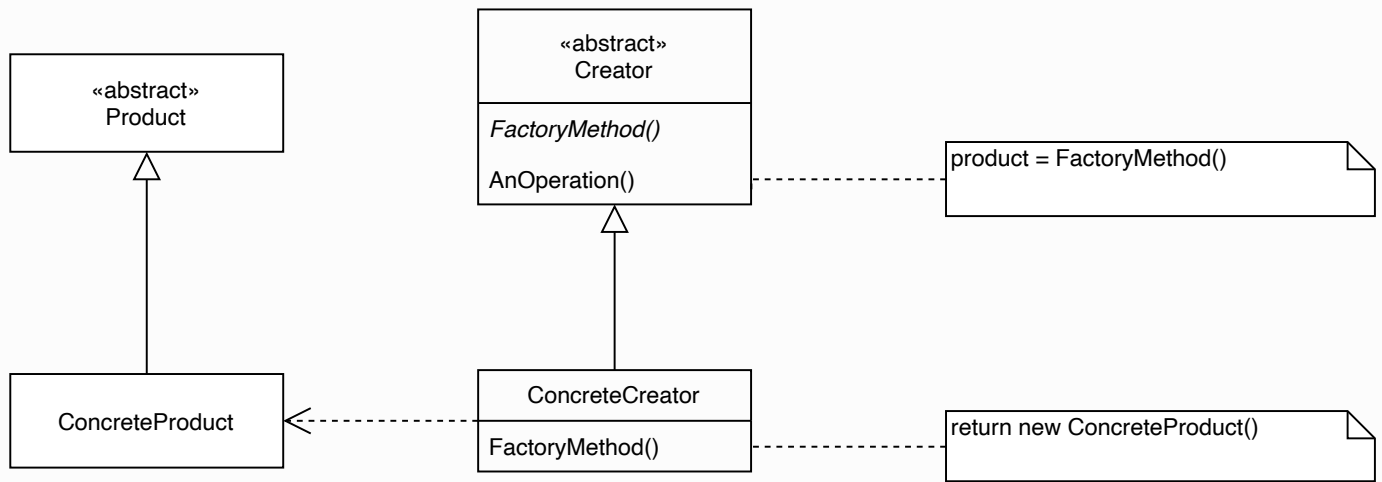 «abstract»
Product
«abstract»
Creator
FactoryMethod()
AnOperation()
product = FactoryMethod()
ConcreteProduct
ConcreteCreator
FactoryMethod()
return new ConcreteProduct()